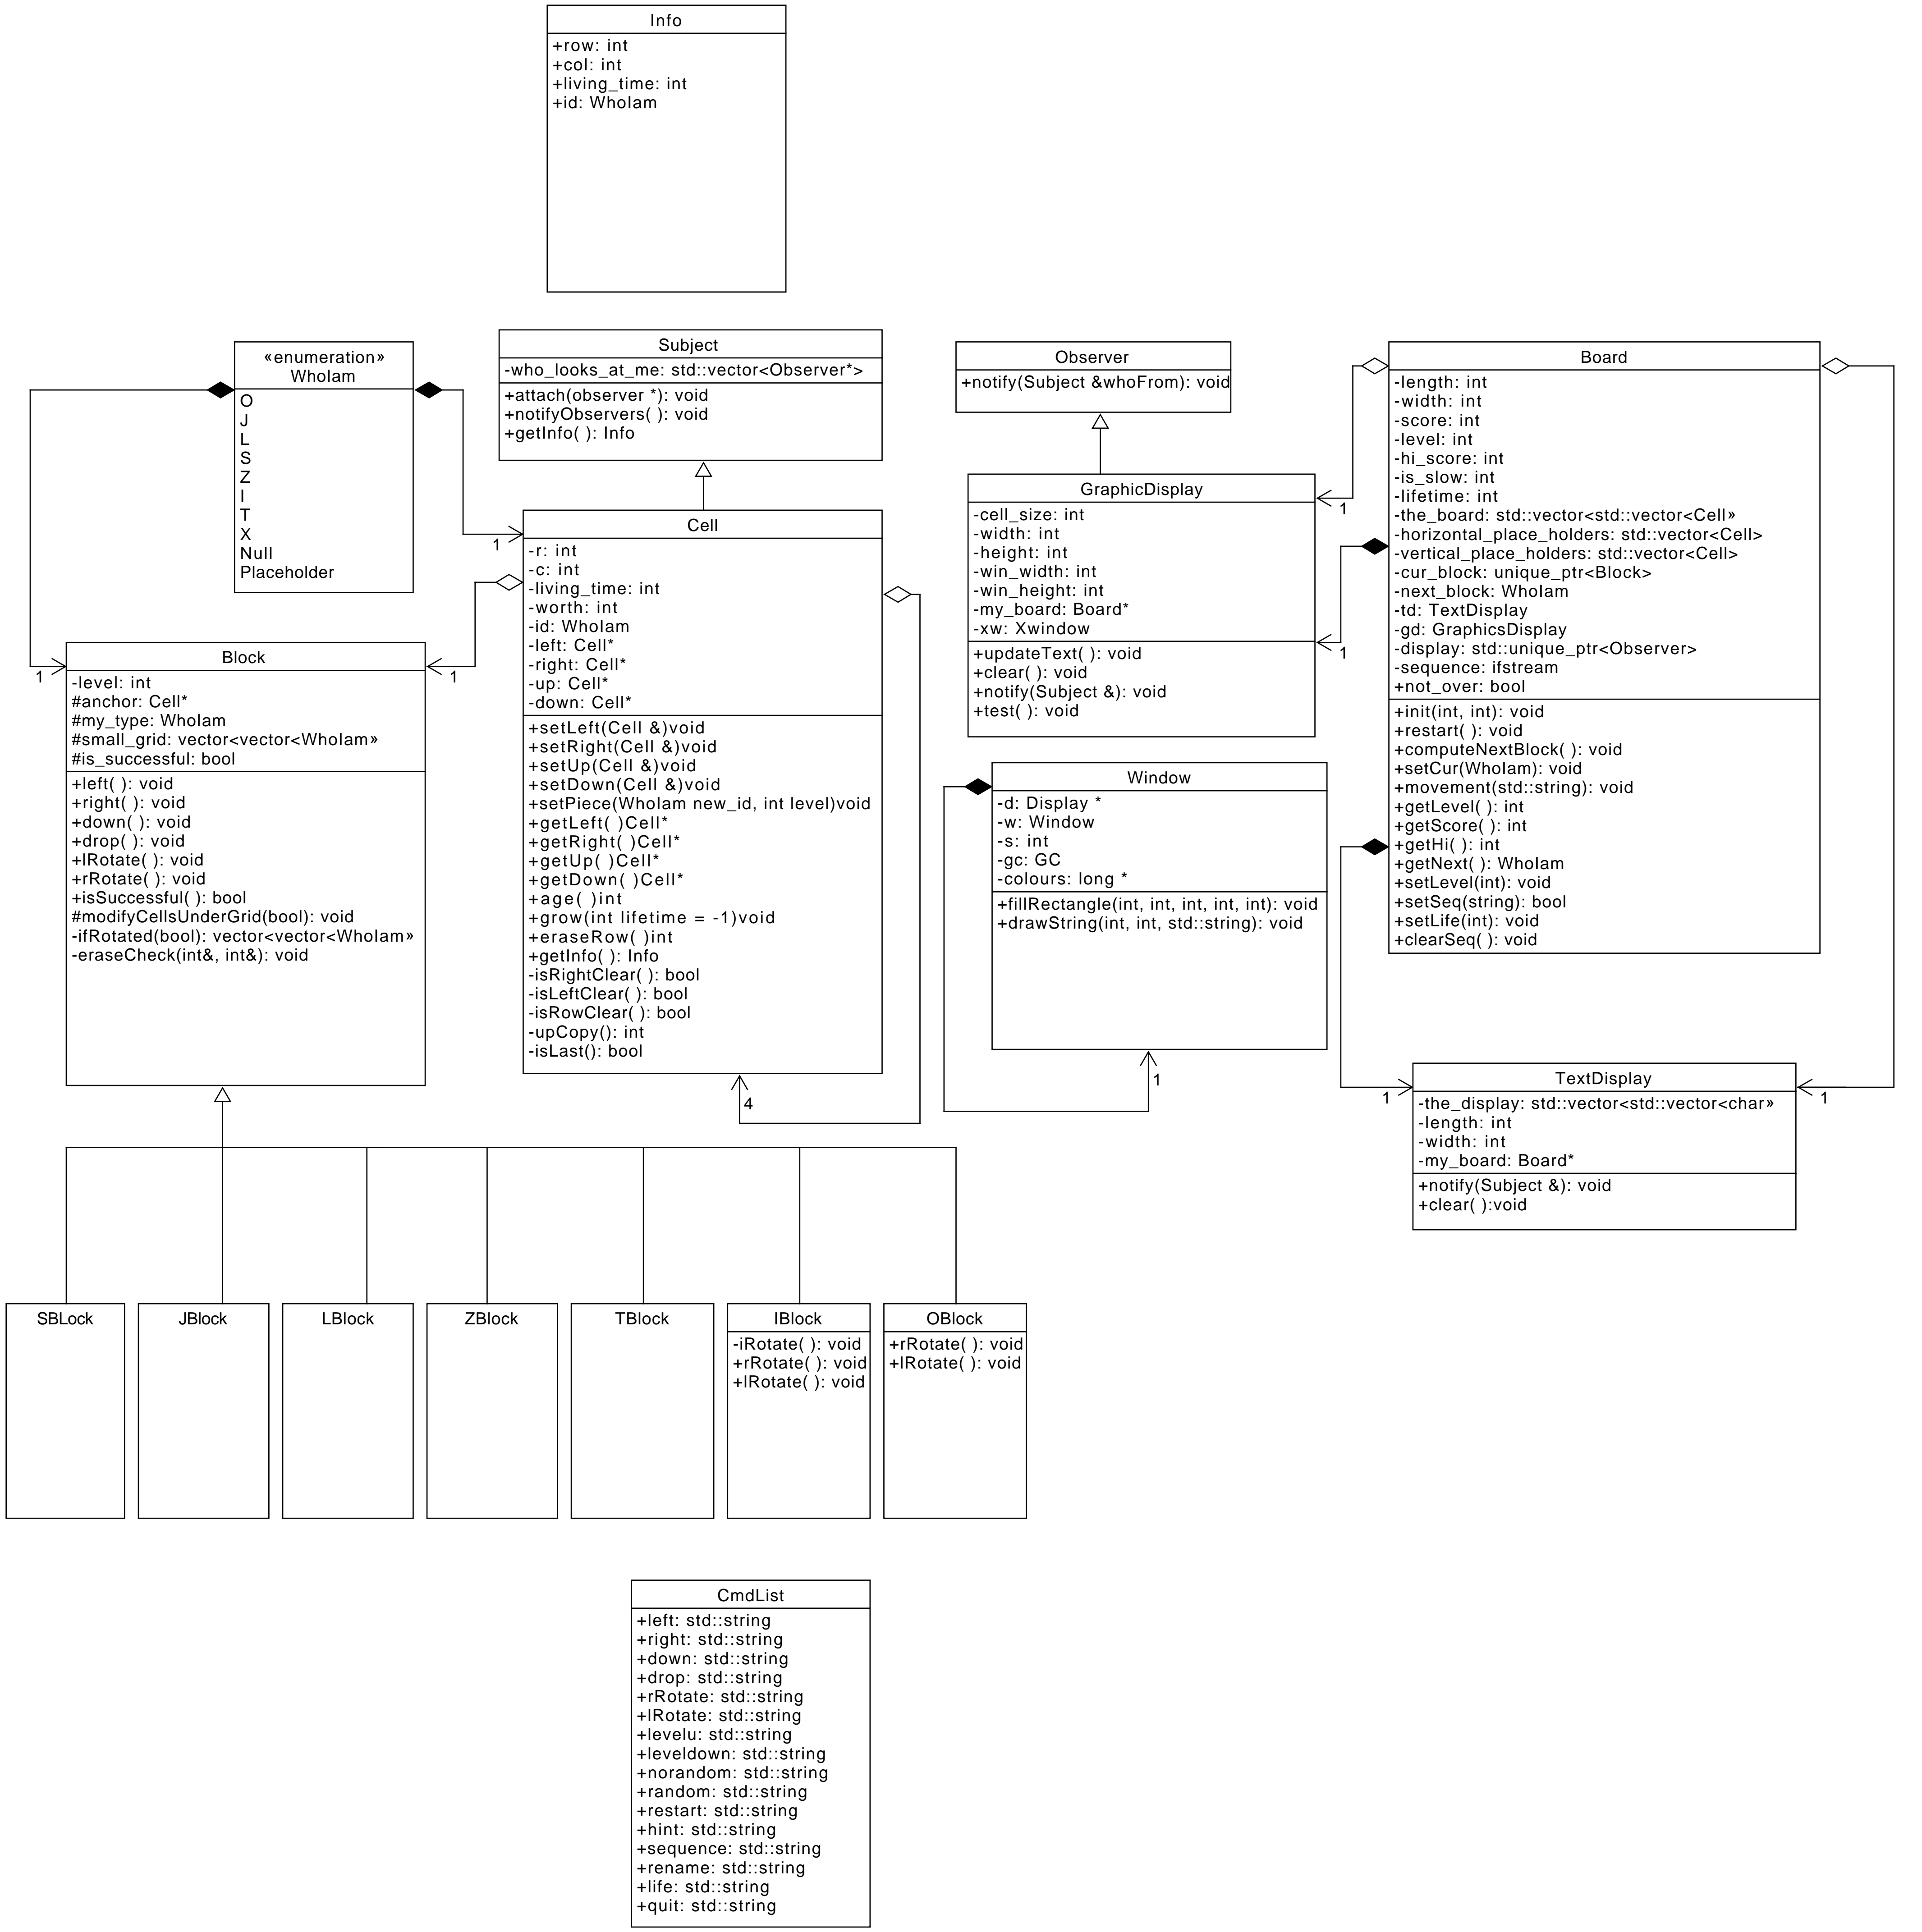 Info
+row: int
+col: int
+living_time: int
+id: WhoIam
«enumeration»
WhoIam
O
J
L
S
Z
I
T
X
Null
Placeholder
Subject
-who_looks_at_me: std::vector<Observer*>
+attach(observer *): void
+notifyObservers( ): void
+getInfo( ): Info
Observer
+notify(Subject &whoFrom): void
Board
-length: int
-width: int
-score: int
-level: int
-hi_score: int
-is_slow: int
-lifetime: int
-the_board: std::vector<std::vector<Cell»
-horizontal_place_holders: std::vector<Cell>
-vertical_place_holders: std::vector<Cell>
-cur_block: unique_ptr<Block>
-next_block: WhoIam
-td: TextDisplay
-gd: GraphicsDisplay
-display: std::unique_ptr<Observer>
-sequence: ifstream
+not_over: bool
+init(int, int): void
+restart( ): void
+computeNextBlock( ): void
+setCur(WhoIam): void
+movement(std::string): void
+getLevel( ): int
+getScore( ): int
+getHi( ): int
+getNext( ): WhoIam
+setLevel(int): void
+setSeq(string): bool
+setLife(int): void
+clearSeq( ): void
GraphicDisplay
-cell_size: int
-width: int
-height: int
-win_width: int
-win_height: int
-my_board: Board*
-xw: Xwindow
+updateText( ): void
+clear( ): void
+notify(Subject &): void
+test( ): void
1
1
Cell
-r: int
-c: int
-living_time: int
-worth: int
-id: WhoIam
-left: Cell*
-right: Cell*
-up: Cell*
-down: Cell*
+setLeft(Cell &)void
+setRight(Cell &)void
+setUp(Cell &)void
+setDown(Cell &)void
+setPiece(WhoIam new_id, int level)void
+getLeft( )Cell*
+getRight( )Cell*
+getUp( )Cell*
+getDown( )Cell*
+age( )int
+grow(int lifetime = -1)void
+eraseRow( )int
+getInfo( ): Info
-isRightClear( ): bool
-isLeftClear( ): bool
-isRowClear( ): bool
-upCopy(): int
-isLast(): bool
1
4
Block
-level: int
#anchor: Cell*
#my_type: WhoIam
#small_grid: vector<vector<WhoIam»
#is_successful: bool
+left( ): void
+right( ): void
+down( ): void
+drop( ): void
+lRotate( ): void
+rRotate( ): void
+isSuccessful( ): bool
#modifyCellsUnderGrid(bool): void
-ifRotated(bool): vector<vector<WhoIam»
-eraseCheck(int&, int&): void
1
1
Window
-d: Display *
-w: Window
-s: int
-gc: GC
-colours: long *
+fillRectangle(int, int, int, int, int): void
+drawString(int, int, std::string): void
1
TextDisplay
-the_display: std::vector<std::vector<char»
-length: int
-width: int
-my_board: Board*
+notify(Subject &): void
+clear( ):void
1
1
SBLock
JBlock
LBlock
ZBlock
TBlock
IBlock
-iRotate( ): void
+rRotate( ): void
+lRotate( ): void
OBlock
+rRotate( ): void
+lRotate( ): void
CmdList
+left: std::string
+right: std::string
+down: std::string
+drop: std::string
+rRotate: std::string
+lRotate: std::string
+levelu: std::string
+leveldown: std::string
+norandom: std::string
+random: std::string
+restart: std::string
+hint: std::string
+sequence: std::string
+rename: std::string
+life: std::string
+quit: std::string